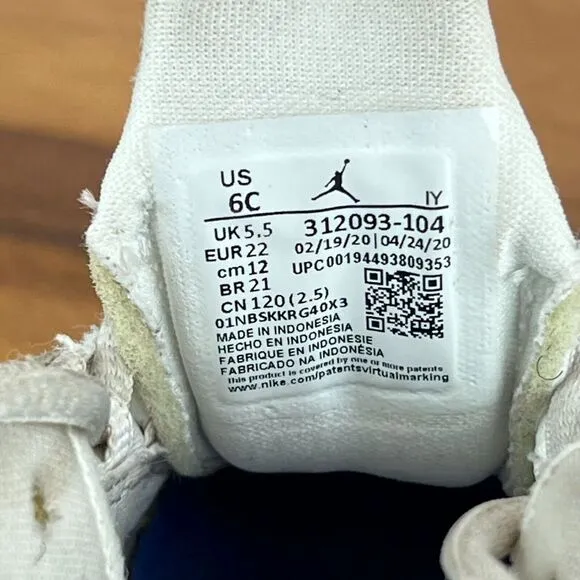 US
6C IY
UK 5.5 312093-104
EUR 22 02/19/20|04/24/20
cm 12 UPC00194493809353
BR 21
CN 120 (2.5)
01NBSKKRG40X3
MADE IN INDONESIA
HECHO EN INDONESIA
FABRIQUE EN INDONESIE
FABRICADO NA INDONÉSIA
This product is covered by one or more patents
www.nike.com/patentsvirtualmarking